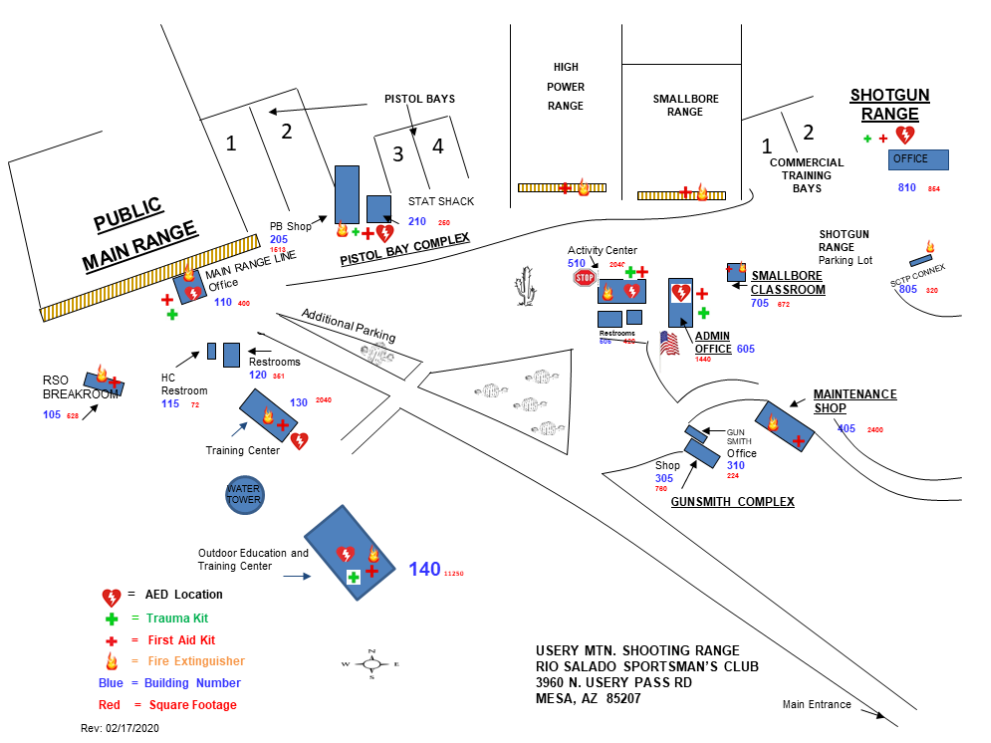 PISTOL BAYS
HIGH
POWER
RANGE
SMALLBORE
RANGE
SHOTGUN
RANGE
1
2
3
4
1
2
COMMERCIAL
TRAINING
BAYS
OFFICE
810 864
PUBLIC
MAIN RANGE
PB Shop
205
1613
STAT SHACK
210 250
PISTOL BAY COMPLEX
MAIN RANGE LINE
Office
110 400
Activity Center
510 2040
STOP
Restrooms
SMALLBORE
CLASSROOM
705 672
SHOTGUN
RANGE
Parking Lot
SCTP CONNEX
805 320
ADMIN
OFFICE 605
1440
Additional Parking
RSO
BREAKROOM
105 628
HC
Restroom
115 72
Restrooms
120 361
130 2040
Training Center
MAINTENANCE
SHOP
405 2400
GUN
SMITH
Office
310
224
Shop
305
760
GUNSMITH COMPLEX
WATER
TOWER
Outdoor Education and
Training Center
140 11250
= AED Location
= Trauma Kit
= First Aid Kit
= Fire Extinguisher
Blue = Building Number
Red = Square Footage
Rev: 02/17/2020
N
W E
S
USERY MTN. SHOOTING RANGE
RIO SALADO SPORTSMAN'S CLUB
3960 N. USERY PASS RD
MESA, AZ 85207
Main Entrance